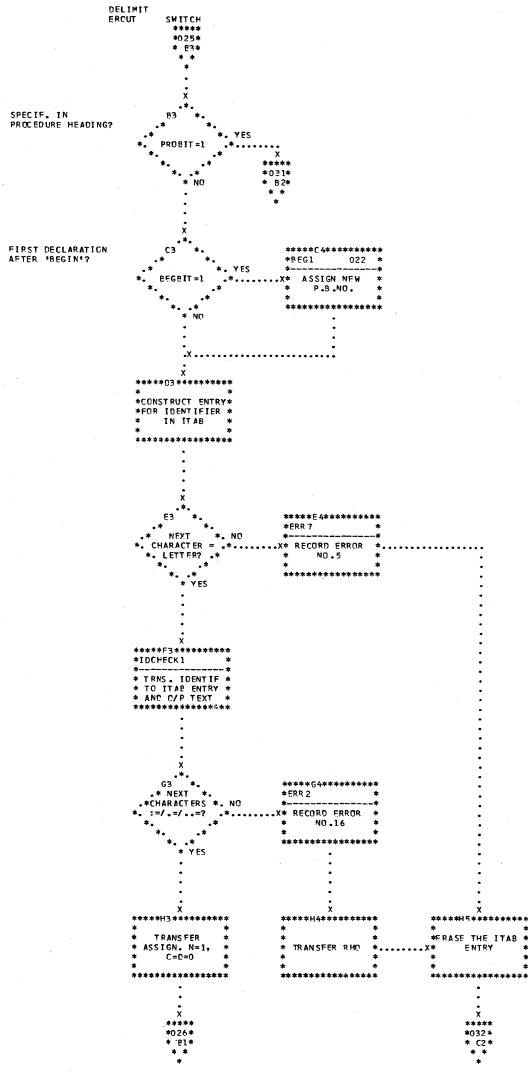 DELIMIT
ERCUT SWITCH
*025*
* B3*
SPECIF. IN
PROCEDURE HEADING?
B3
PROBIT=1
YES
*031*
* B2*
NO
FIRST DECLARATION
AFTER 'BEGIN'?
C3
BEGBIT=1
YES
*****C4**********
*BEG1 022 *
ASSIGN NEW
P.B.NO.
NO
*****D3**********
*CONSTRUCT ENTRY*
*FOR IDENTIFIER *
IN ITAB
E3
NEXT
CHARACTER =
LETTER?
NO
*****E4**********
*ERR7
RECORD ERROR
NO.5
YES
*****F3**********
*IDCHECK1 *
* TRNS. IDENTIF *
* TO ITAB ENTRY *
* AND O/P TEXT *
G3
NEXT
*CHARACTERS
:=/.=/..=?
NO
*****G4**********
*ERR2
RECORD ERROR
NO.16
YES
*****H3**********
TRANSFER
ASSIGN. N=1,
C=D=0
*****H4**********
TRANSFER RHO
*****H5**********
*ERASE THE ITAB *
ENTRY
*026*
* B1*
*032*
* C2*